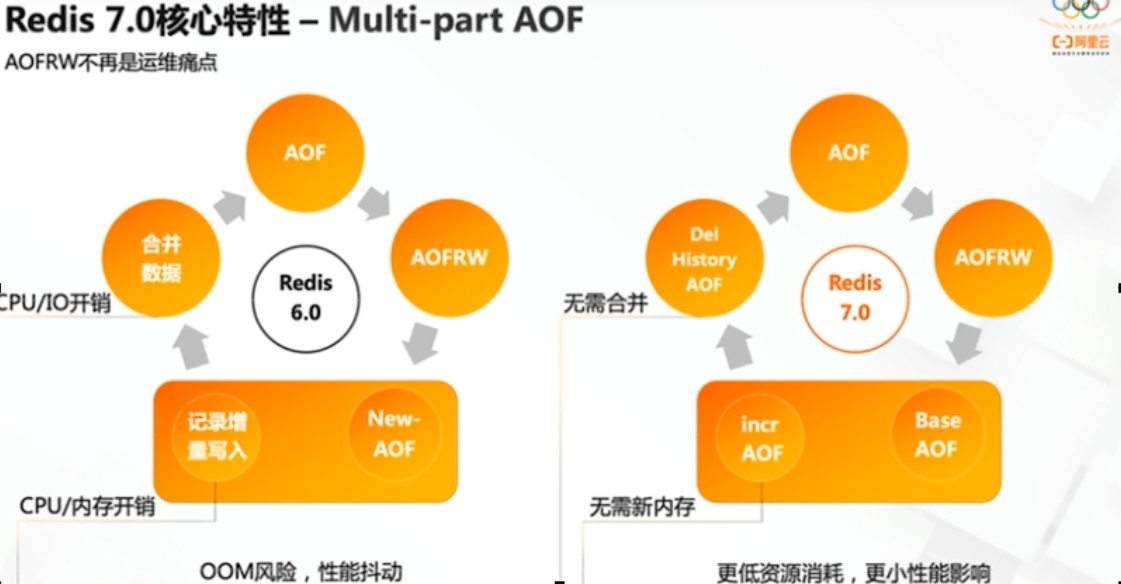 Redis 7.0核心特性 – Multi-part AOF
AOFRW不再是运维痛点
阿里云
AOF
合并
数据
AOFRW
Redis
6.0
CPU/IO开销
记录增
量写入
New-
AOF
CPU/内存开销
OOM风险，性能抖动
AOF
Del
History
AOF
AOFRW
Redis
7.0
无需合并
incr
AOF
Base
AOF
无需新内存
更低资源消耗，更小性能影响